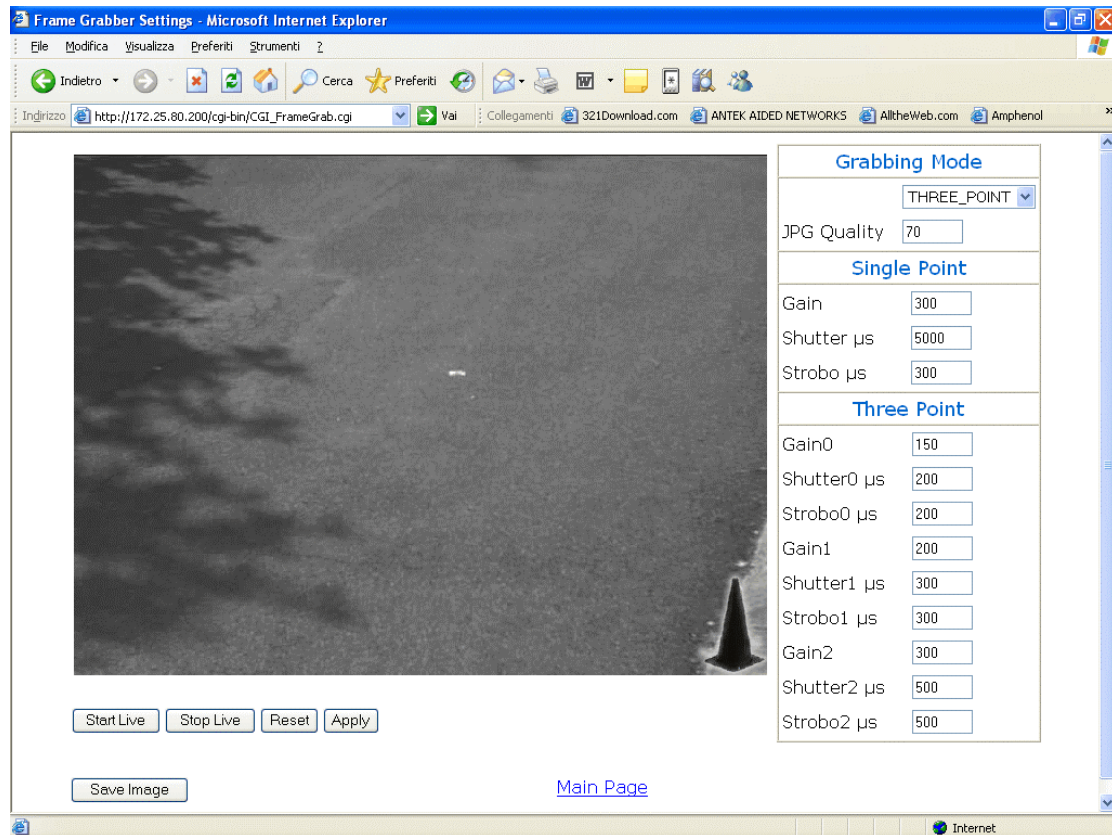 Frame Grabber Settings - Microsoft Internet Explorer
File Modifica Visualizza Preferiti Strumenti ?
Indietro Cerca Preferiti
Indirizzo http://172.25.80.200/cgi-bin/CGI_FrameGrab.cgi Vai Collegamenti 321Download.com ANTEK AIDED NETWORKS AlltheWeb.com Amphenol »
Grabbing Mode
THREE_POINT
JPG Quality 70
Single Point
Gain 300
Shutter µs 5000
Strobo µs 300
Three Point
Gain0 150
Shutter0 µs 200
Strobo0 µs 200
Gain1 200
Shutter1 µs 300
Strobo1 µs 300
Gain2 300
Shutter2 µs 500
Strobo2 µs 500
Start Live Stop Live Reset Apply
Save Image Main Page
Internet